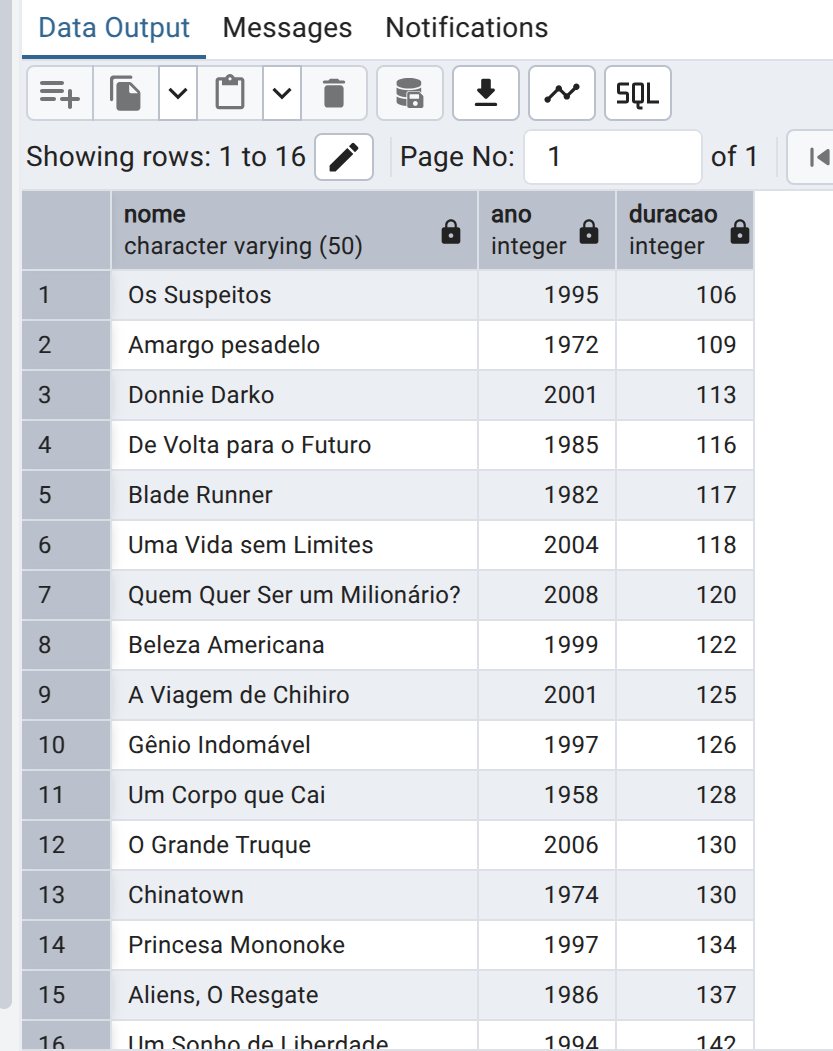 Data Output Messages Notifications
SQL
Showing rows: 1 to 16 Page No: 1 of 1
nome ano duracao
character varying (50) integer integer
1 Os Suspeitos 1995 106
2 Amargo pesadelo 1972 109
3 Donnie Darko 2001 113
4 De Volta para o Futuro 1985 116
5 Blade Runner 1982 117
6 Uma Vida sem Limites 2004 118
7 Quem Quer Ser um Milionário? 2008 120
8 Beleza Americana 1999 122
9 A Viagem de Chihiro 2001 125
10 Gênio Indomável 1997 126
11 Um Corpo que Cai 1958 128
12 O Grande Truque 2006 130
13 Chinatown 1974 130
14 Princesa Mononoke 1997 134
15 Aliens, O Resgate 1986 137
16 Um Sonho de Liberdade 1994 142